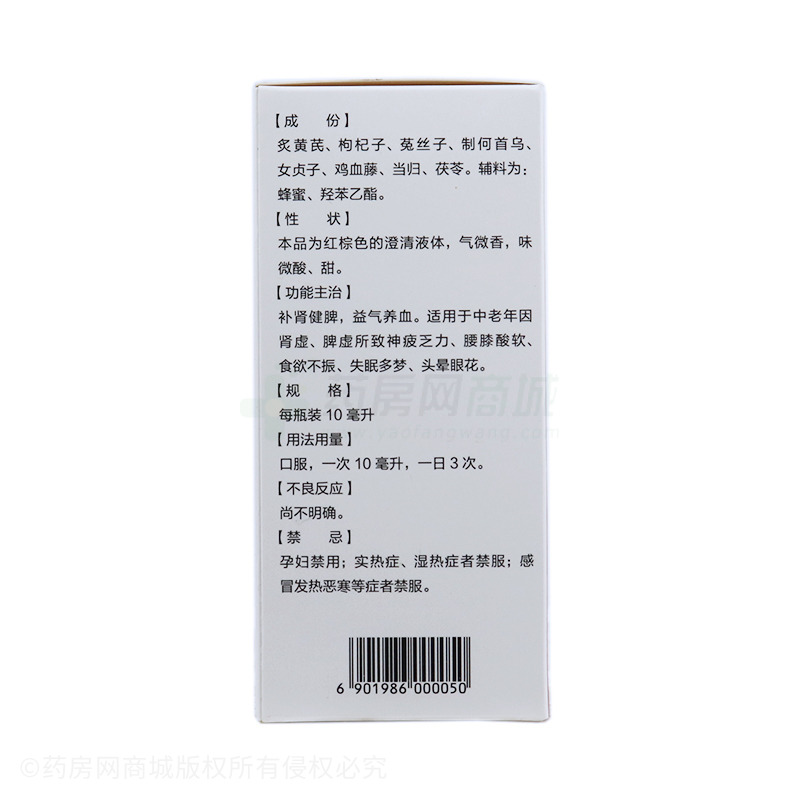 【成 份】
炙黄芪、枸杞子、菟丝子、制何首乌、
女贞子、鸡血藤、当归、茯苓。辅料为：
蜂蜜、羟苯乙酯。
【性 状】
本品为红棕色的澄清液体，气微香，味
微酸、甜。
【功能主治】
补肾健脾，益气养血。适用于中老年因
肾虚、脾虚所致神疲乏力、腰膝酸软、
食欲不振、失眠多梦、头晕眼花。
【规 格】
药房网商城
每瓶装 10 毫升
www.yaofangwang.com
【用法用量】
口服，一次 10 毫升，一日 3 次。
【不良反应】
尚不明确。
【禁 忌】
孕妇禁用；实热症、湿热症者禁服；感
冒发热恶寒等症者禁服。
6 901986 000050
©药房网商城版权所有侵权必究